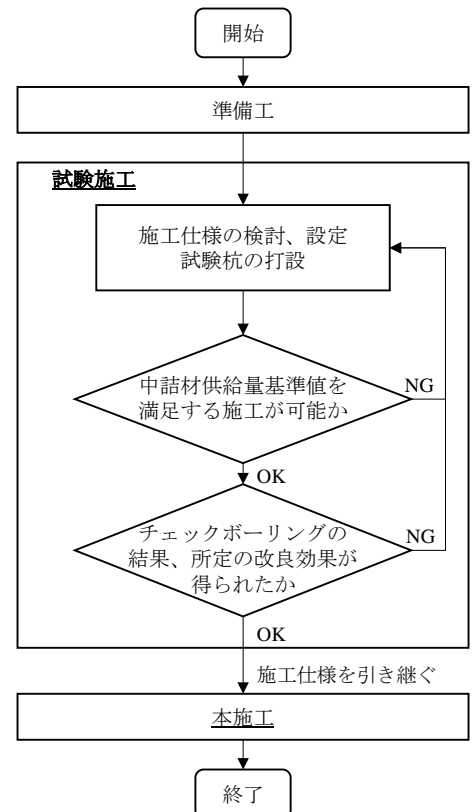 開始
準備工
試験施工
施工仕様の検討、設定
試験杭の打設
中詰材供給量基準値を
満足する施工が可能か
NG
OK
チェックボーリングの
結果、所定の改良効果が
得られたか
NG
OK
施工仕様を引き継ぐ
本施工
終了